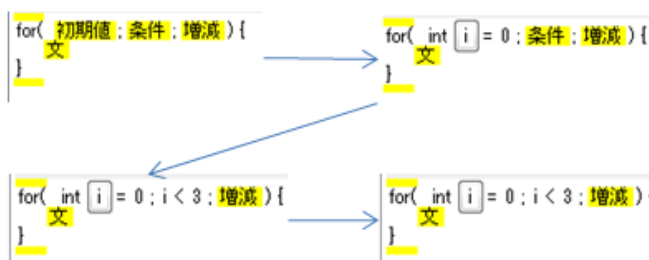 for( 初期値 ; 条件 ; 増減 ) {
文
}
for( int i = 0 ; 条件 ; 増減 ) {
文
}
for( int i = 0 ; i < 3 ; 増減 ) {
文
}
for( int i = 0 ; i < 3 ; 増減 )
文
}